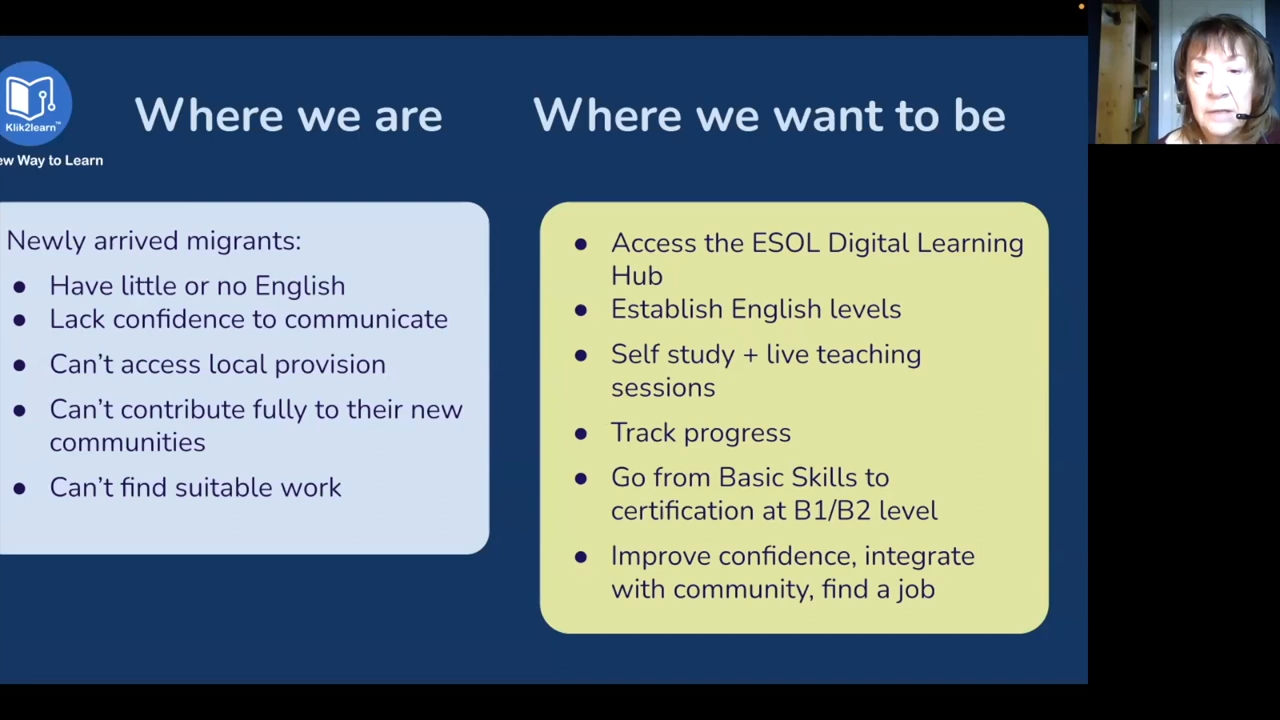 Klik2learn™
ew Way to Learn
Where we are
Where we want to be
Newly arrived migrants:
● Have little or no English
● Lack confidence to communicate
● Can’t access local provision
● Can’t contribute fully to their new
communities
● Can’t find suitable work
● Access the ESOL Digital Learning
Hub
● Establish English levels
● Self study + live teaching
sessions
● Track progress
● Go from Basic Skills to
certification at B1/B2 level
● Improve confidence, integrate
with community, find a job